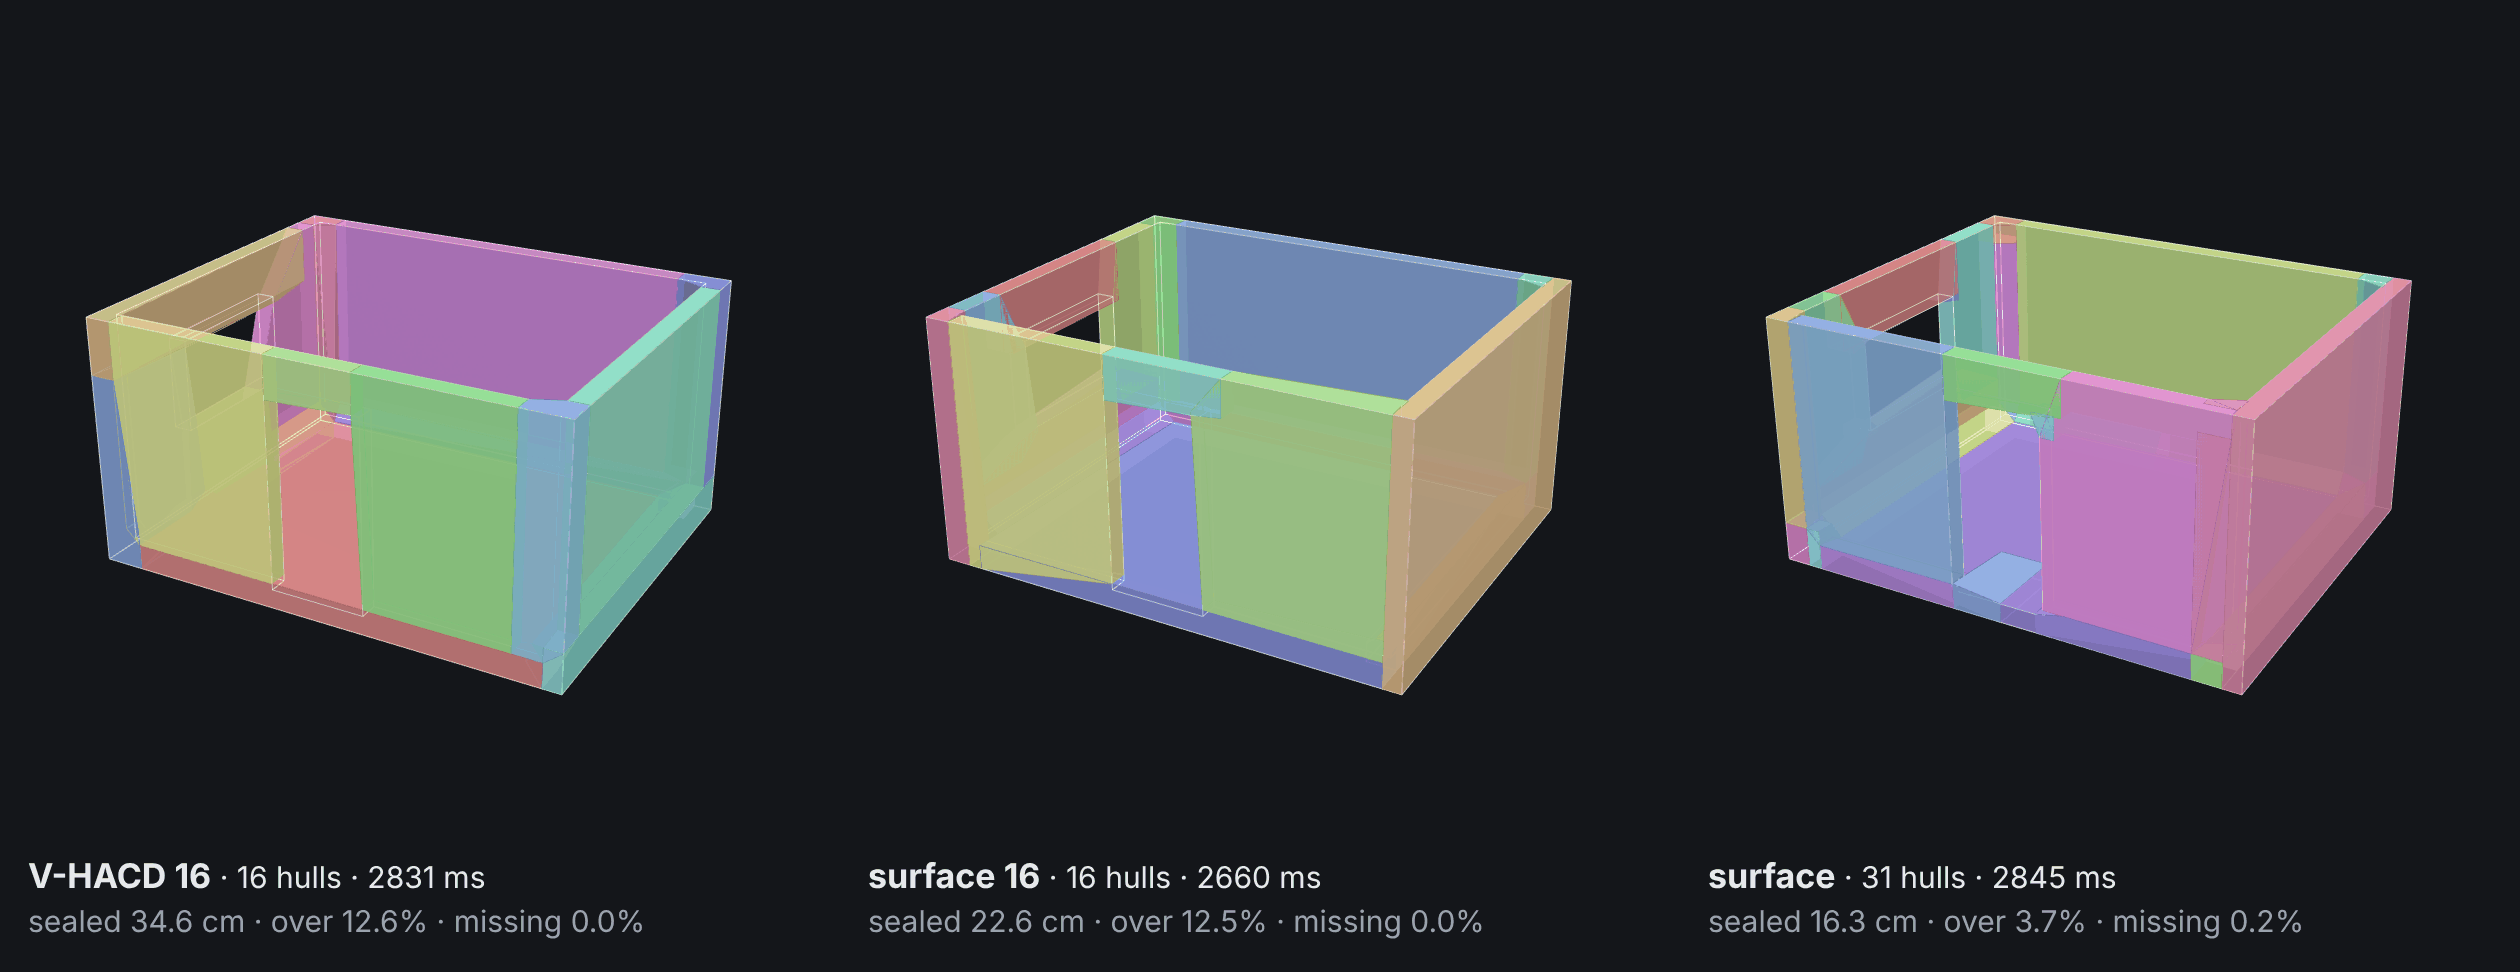 V-HACD 16 · 16 hulls · 2831 ms
sealed 34.6 cm · over 12.6% · missing 0.0%
surface 16 · 16 hulls · 2660 ms
sealed 22.6 cm · over 12.5% · missing 0.0%
surface · 31 hulls · 2845 ms
sealed 16.3 cm · over 3.7% · missing 0.2%